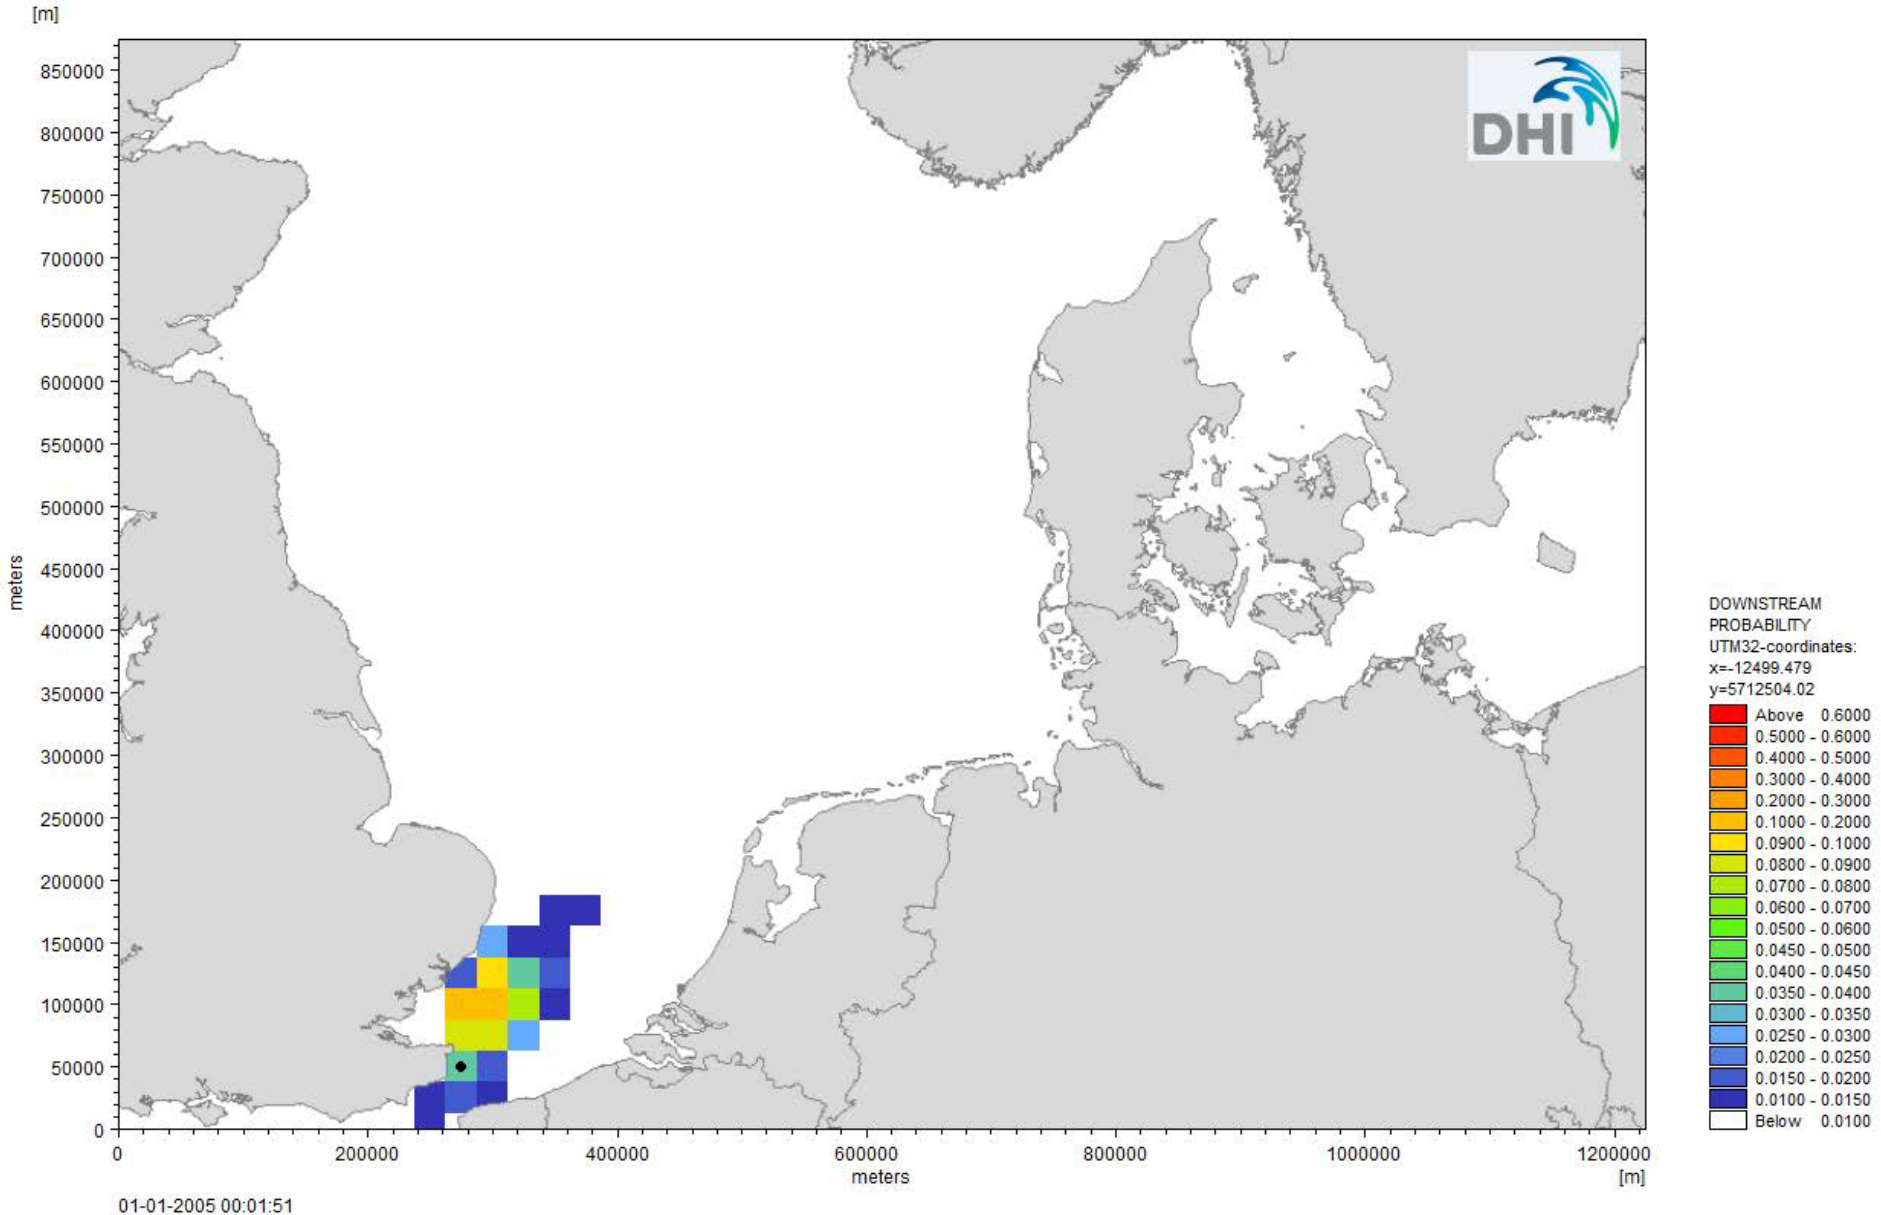 [m]
850000
800000
750000
700000
650000
600000
550000
500000
450000
400000
350000
300000
250000
200000
150000
100000
50000
0
meters
DHI
0 200000 400000 600000 800000 1000000 1200000
meters [m]
01-01-2005 00:01:51
DOWNSTREAM
PROBABILITY
UTM32-coordinates:
x=-12499.479
y=5712504.02
Above 0.6000
0.5000 - 0.6000
0.4000 - 0.5000
0.3000 - 0.4000
0.2000 - 0.3000
0.1000 - 0.2000
0.0900 - 0.1000
0.0800 - 0.0900
0.0700 - 0.0800
0.0600 - 0.0700
0.0500 - 0.0600
0.0450 - 0.0500
0.0400 - 0.0450
0.0350 - 0.0400
0.0300 - 0.0350
0.0250 - 0.0300
0.0200 - 0.0250
0.0150 - 0.0200
0.0100 - 0.0150
Below 0.0100